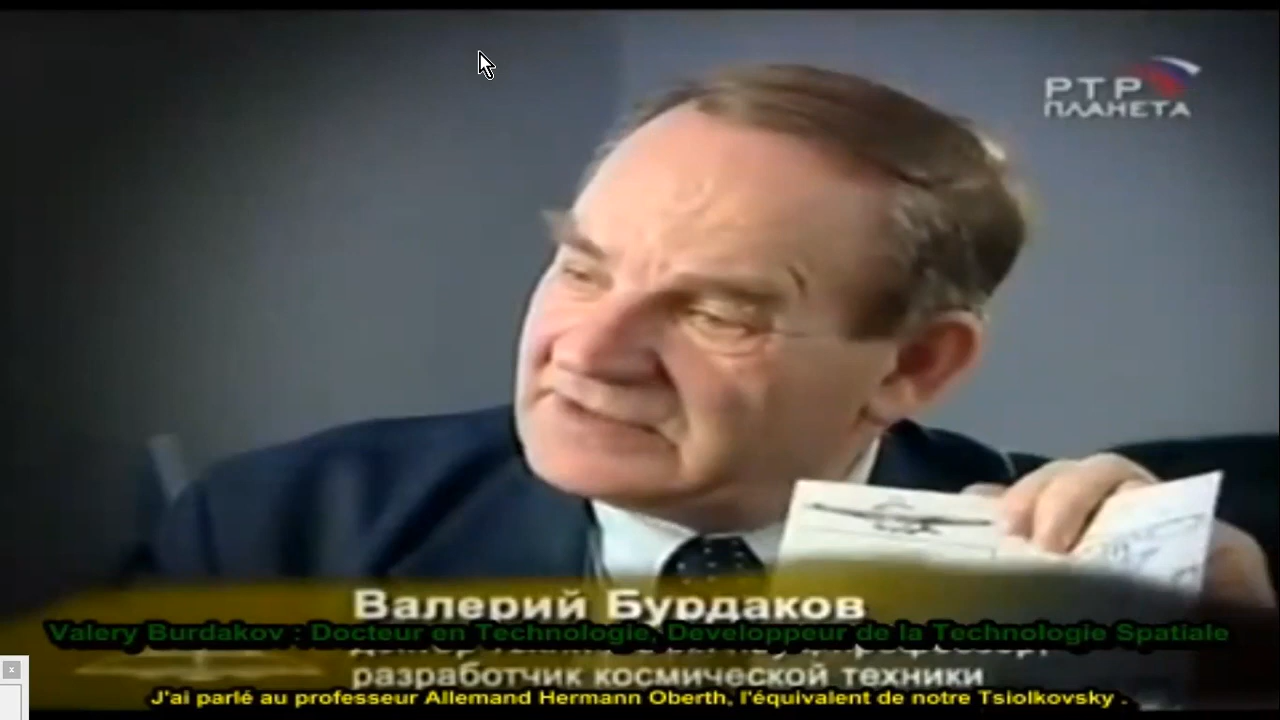 РТР
ПЛАНЕТА
Валерий Бурдаков
Valery Burdakov : Docteur en Technologie, Developpeur de la Technologie Spatiale
разработчик космической техники
J'ai parlé au professeur Allemand Hermann Oberth, l'équivalent de notre Tsiolkovsky .